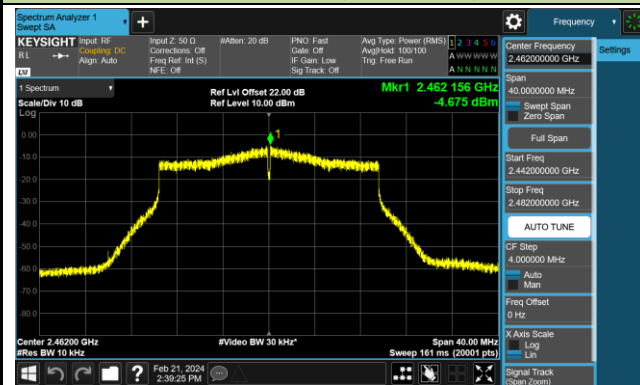 Spectrum Analyzer 1
Swept SA
Frequency
KEYSIGHT
RL
LW
Input: RF
Coupling: DC
Align: Auto
Input Z: 50 Ω
Corrections: Off
Freq Ref: Int (S)
NFE: Off
#Atten: 20 dB
PNO: Fast
Gate: Off
IF Gain: Low
Sig Track: Off
Avg Type: Power (RMS)
Avg|Hold: 100/100
Trig: Free Run
1 2 3 4 5 6
A W W W W W
A N N N N N
1 Spectrum
Scale/Div 10 dB
Log
Ref Lvl Offset 22.00 dB
Ref Level 10.00 dBm
Mkr1 2.462 156 GHz
-4.675 dBm
1
0.00
-10.0
-20.0
-30.0
-40.0
-50.0
-60.0
-70.0
-80.0
Center 2.46200 GHz
#Res BW 10 kHz
#Video BW 30 kHz*
Span 40.00 MHz
Sweep 161 ms (20001 pts)
Center Frequency
2.462000000 GHz
Settings
Span
40.0000000 MHz
Swept Span
Zero Span
Full Span
Start Freq
2.442000000 GHz
Stop Freq
2.482000000 GHz
AUTO TUNE
CF Step
4.000000 MHz
Auto
Man
Freq Offset
0 Hz
X Axis Scale
Log
Lin
Signal Track
(Span Zoom)
?
Feb 21, 2024
2:39:25 PM